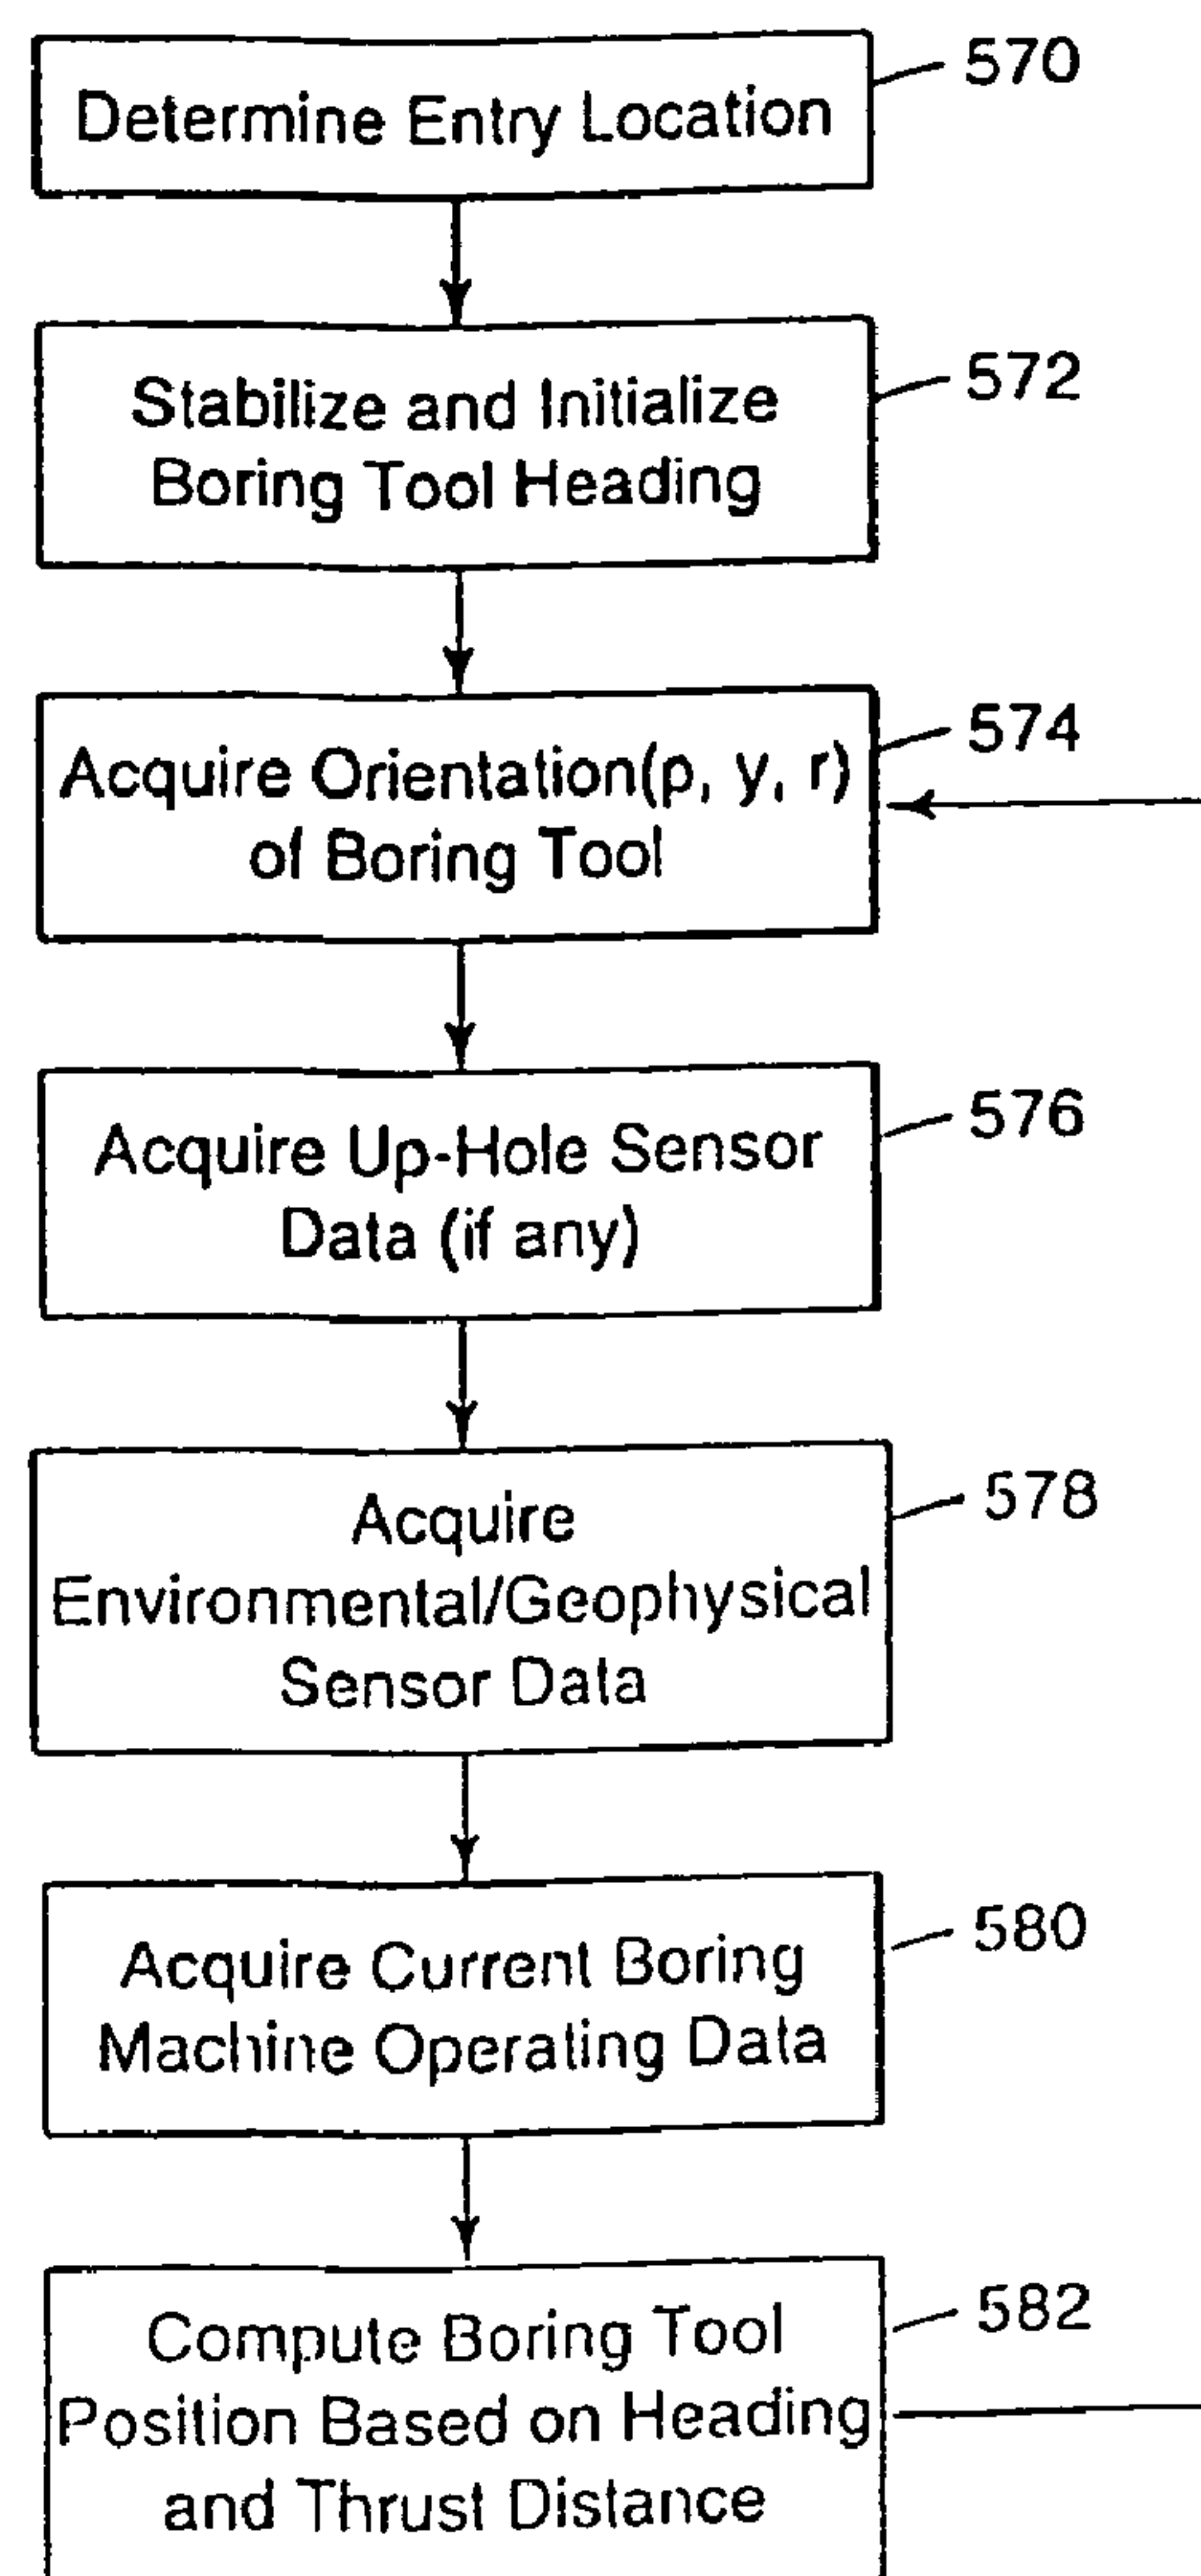 Determine Entry Location
570
Stabilize and Initialize
Boring Tool Heading
572
Acquire Orientation(p, y, r)
of Boring Tool
574
Acquire Up-Hole Sensor
Data (if any)
576
Acquire
Environmental/Geophysical
Sensor Data
578
Acquire Current Boring
Machine Operating Data
580
Compute Boring Tool
Position Based on Heading
and Thrust Distance
582